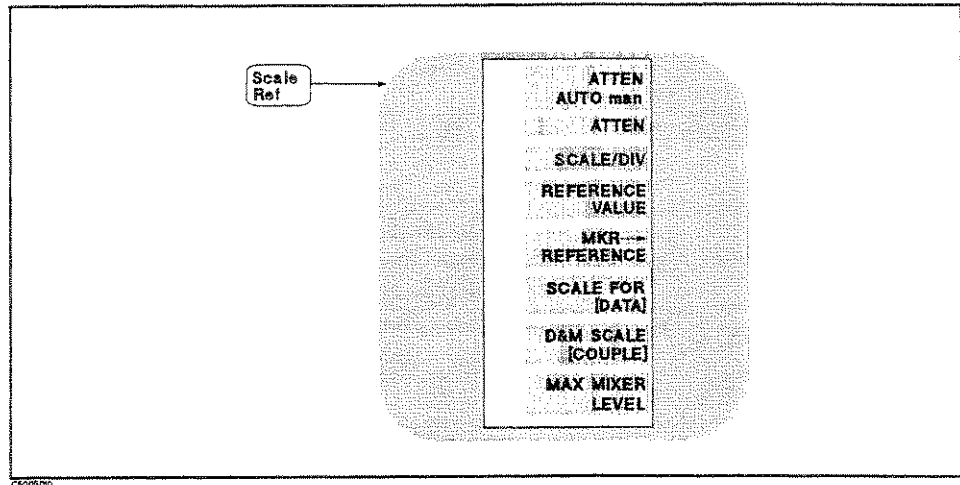 Scale
Ref
ATTEN
AUTO man
ATTEN
SCALE/DIV
REFERENCE
VALUE
MKR→
REFERENCE
SCALE FOR
[DATA]
D&M SCALE
[COUPLE]
MAX MIXER
LEVEL